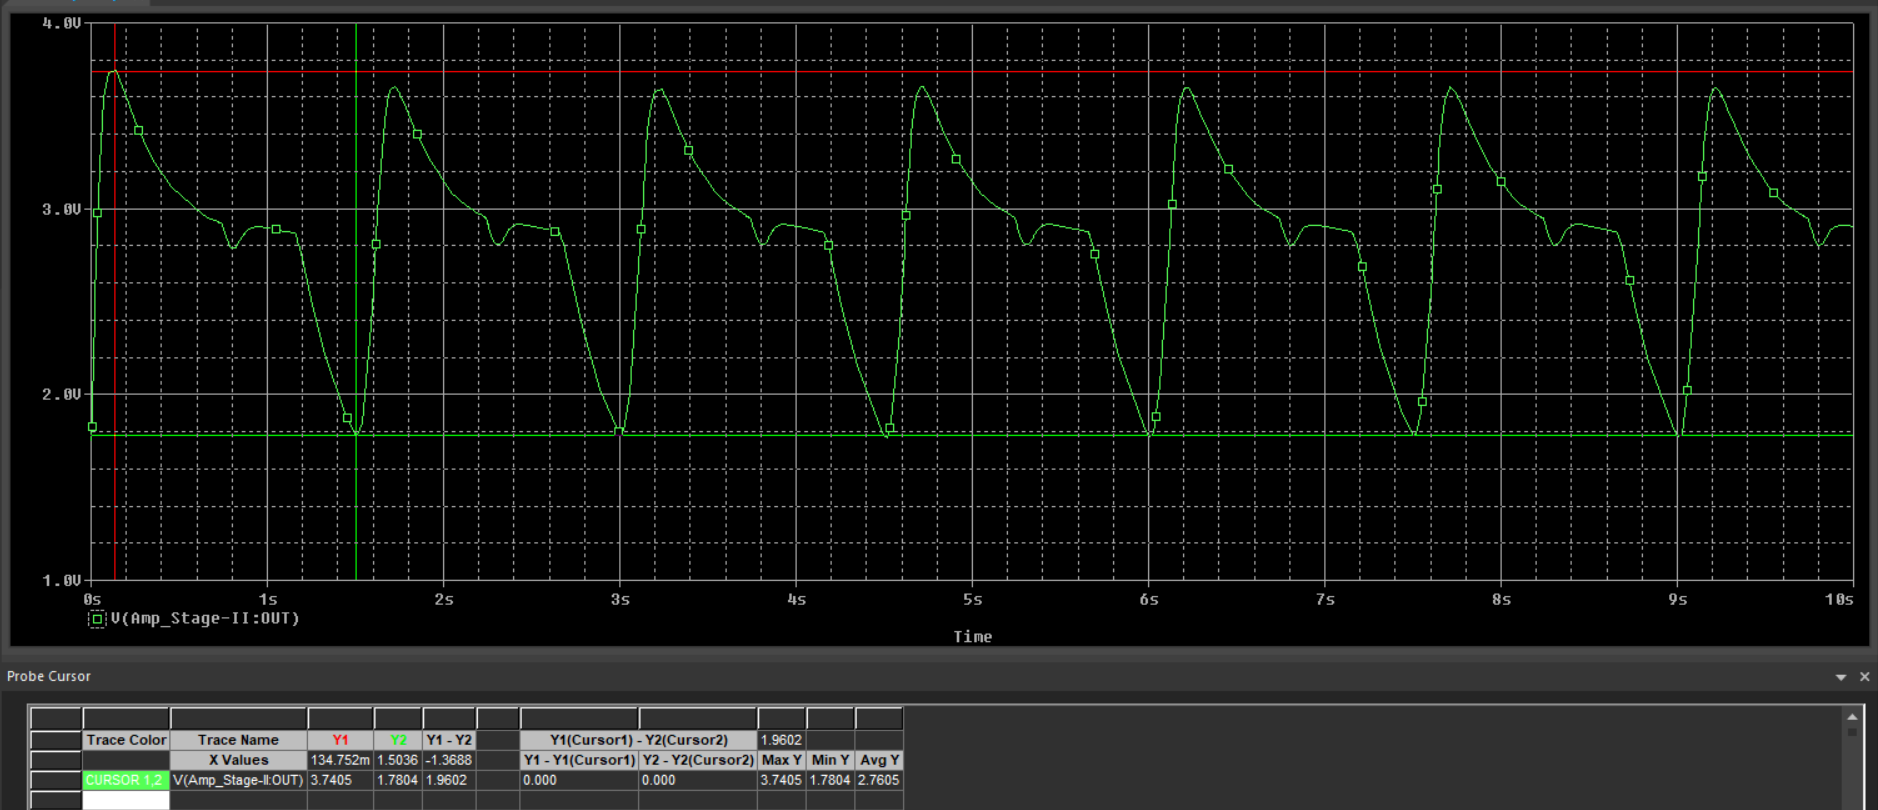 4.0V
3.0V
2.0V
1.0V
0s 1s 2s 3s 4s 5s 6s 7s 8s 9s 10s
V(Amp_Stage-II:OUT)
Time
Probe Cursor
Trace Color Trace Name Y1 Y2 Y1 - Y2 Y1(Cursor1) - Y2(Cursor2) 1.9602
X Values 134.752m 1.5036 -1.3688 Y1 - Y1(Cursor1) Y2 - Y2(Cursor2) Max Y Min Y Avg Y
CURSOR 1,2 V(Amp_Stage-II:OUT) 3.7405 1.7804 1.9602 0.000 0.000 3.7405 1.7804 2.7605